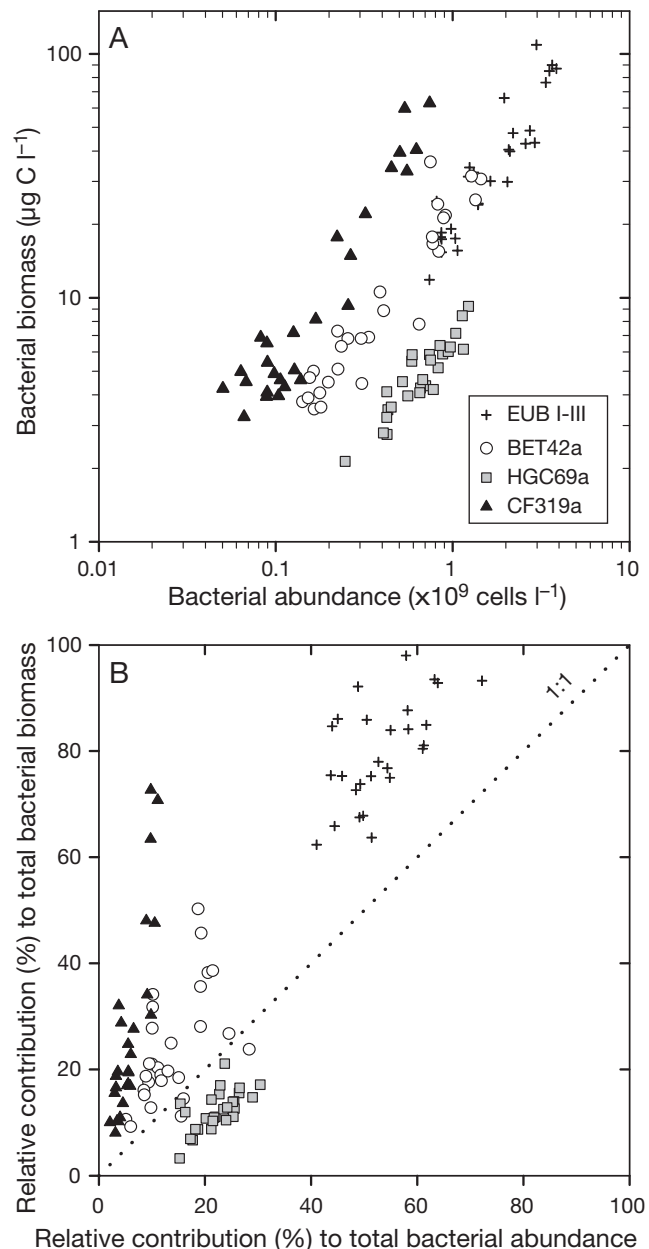 A
100
10
1
Bacterial biomass (µg C l⁻¹)
EUB I-III
BET42a
HGC69a
CF319a
0.01
0.1
1
10
Bacterial abundance (x10⁹ cells l⁻¹)
B
1:1
100
80
60
40
20
0
Relative contribution (%) to total bacterial biomass
0
20
40
60
80
100
Relative contribution (%) to total bacterial abundance